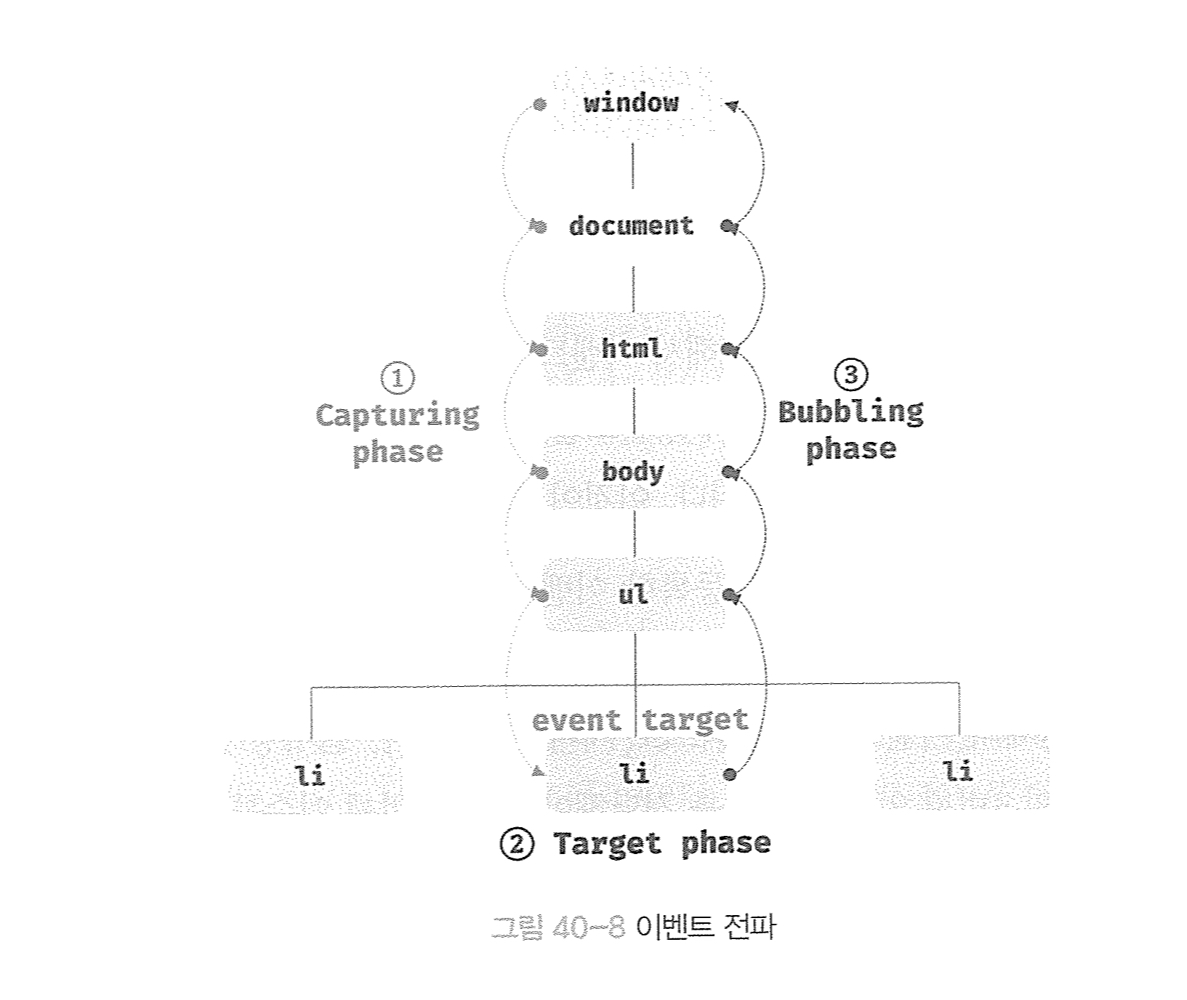 window
document
html
①
Capturing
phase
③
Bubbling
phase
body
ul
event target
li
li
li
② Target phase
그림 40-8 이벤트 전파